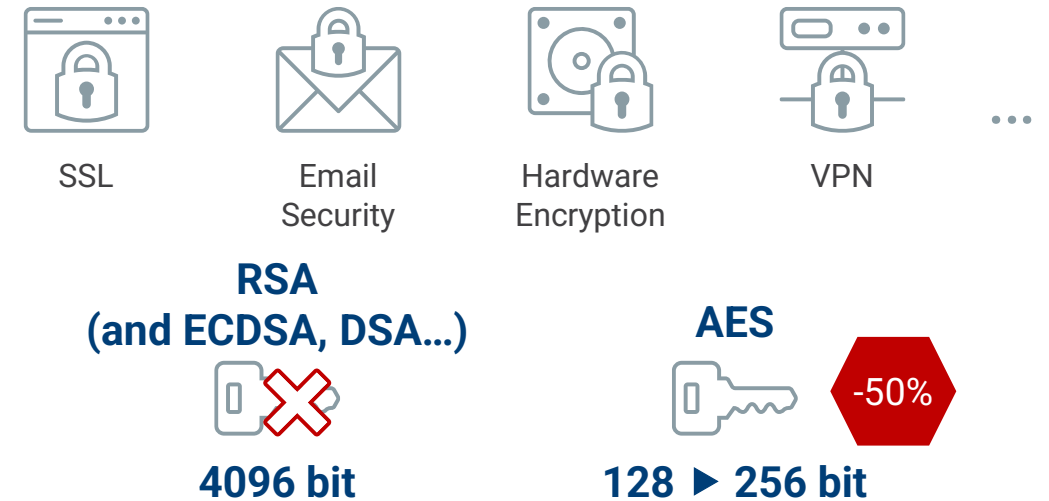 SSL
Email
Security
Hardware
Encryption
VPN
...
RSA
(and ECDSA, DSA...)
4096 bit
AES
-50%
128 ▶ 256 bit